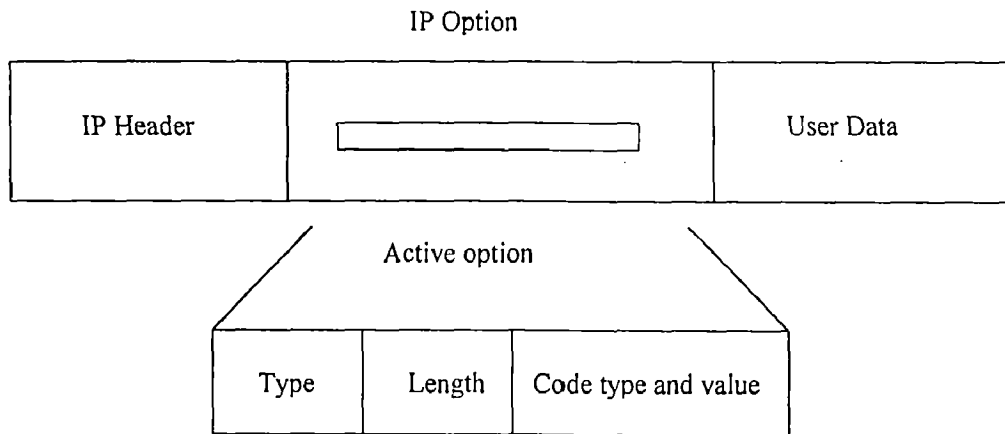 IP Option
IP Header
User Data
Active option
Type
Length
Code type and value